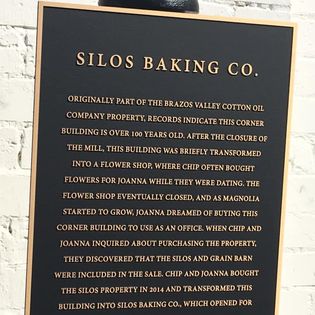 SILOS BAKING CO.
ORIGINALLY PART OF THE BRAZOS VALLEY COTTON OIL
COMPANY PROPERTY, RECORDS INDICATE THIS CORNER
BUILDING IS OVER 100 YEARS OLD. AFTER THE CLOSURE OF
THE MILL, THIS BUILDING WAS BRIEFLY TRANSFORMED
INTO A FLOWER SHOP, WHERE CHIP OFTEN BOUGHT
FLOWERS FOR JOANNA WHILE THEY WERE DATING. THE
FLOWER SHOP EVENTUALLY CLOSED, AND AS MAGNOLIA
STARTED TO GROW, JOANNA DREAMED OF BUYING THIS
CORNER BUILDING TO USE AS AN OFFICE. WHEN CHIP AND
JOANNA INQUIRED ABOUT PURCHASING THE PROPERTY,
THEY DISCOVERED THAT THE SILOS AND GRAIN BARN
WERE INCLUDED IN THE SALE. CHIP AND JOANNA BOUGHT
THE SILOS PROPERTY IN 2014 AND TRANSFORMED THIS
BUILDING INTO SILOS BAKING CO., WHICH OPENED FOR